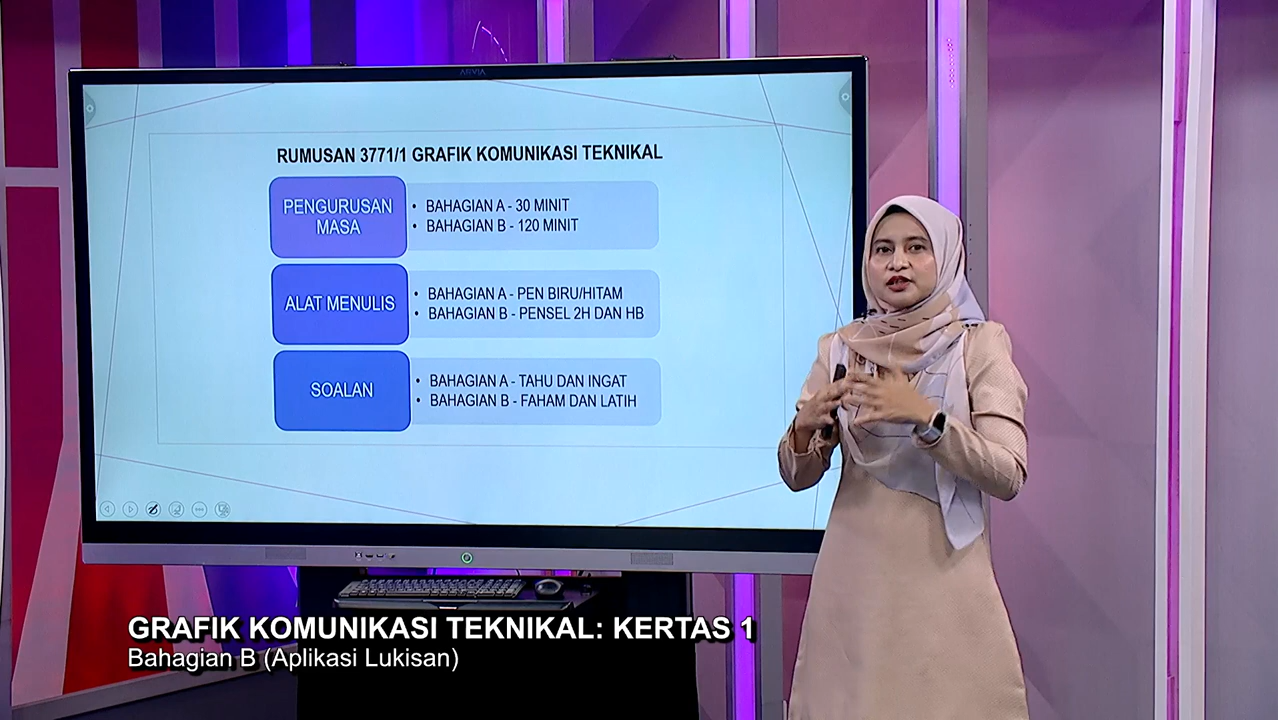 ARVIA
RUMUSAN 3771/1 GRAFIK KOMUNIKASI TEKNIKAL
PENGURUSAN
MASA
• BAHAGIAN A - 30 MINIT
• BAHAGIAN B - 120 MINIT
ALAT MENULIS
• BAHAGIAN A - PEN BIRU/HITAM
• BAHAGIAN B - PENSEL 2H DAN HB
SOALAN
• BAHAGIAN A - TAHU DAN INGAT
• BAHAGIAN B - FAHAM DAN LATIH
GRAFIK KOMUNIKASI TEKNIKAL: KERTAS 1
Bahagian B (Aplikasi Lukisan)